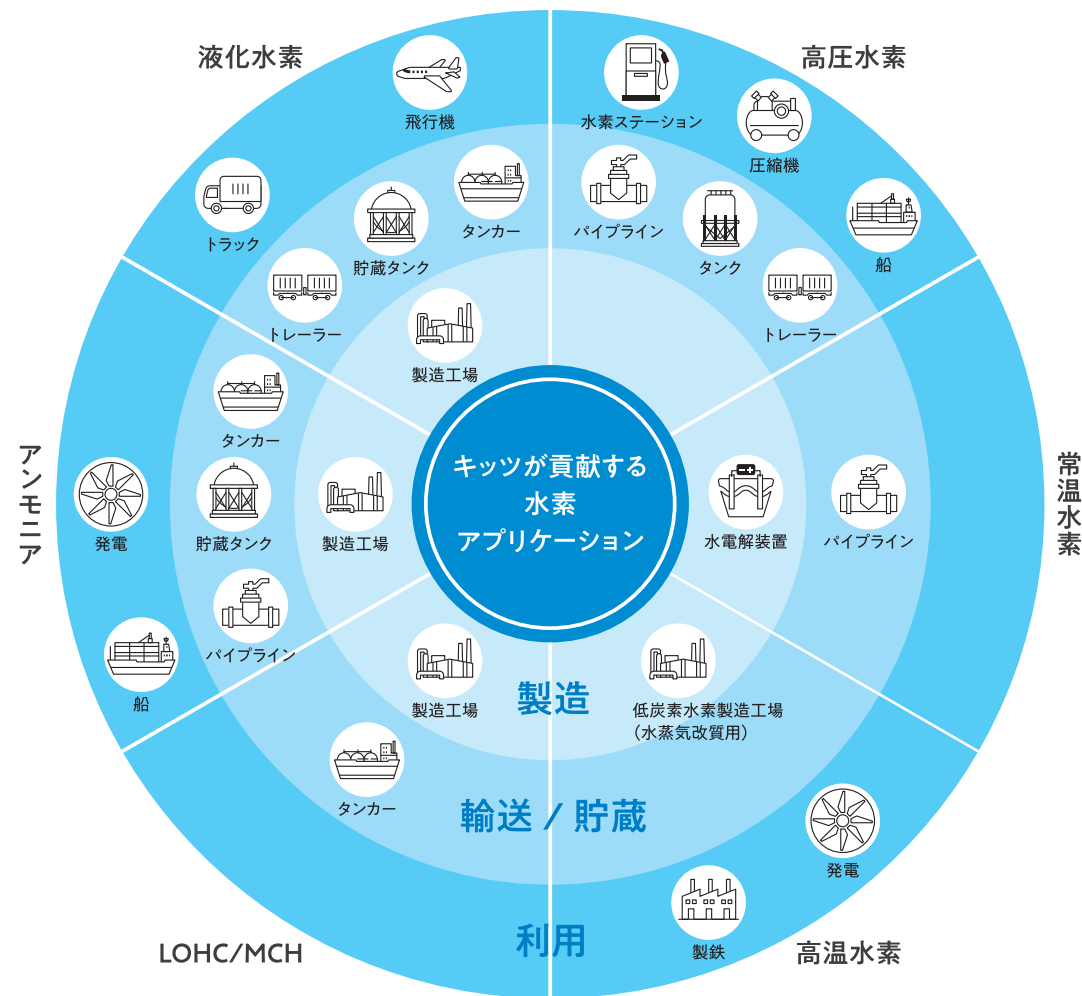 液化水素
飛行機
トラック
タンカー
貯蔵タンク
トレーラー
製造工場
高圧水素
水素ステーション
圧縮機
船
パイプライン
タンク
トレーラー
常温水素
水電解装置
パイプライン
高温水素
低炭素水素製造工場
（水蒸気改質用）
発電
製鉄
LOHC/MCH
製造工場
タンカー
アンモニア
タンカー
発電
貯蔵タンク
製造工場
パイプライン
船
キッツが貢献する
水素
アプリケーション
製造
輸送 / 貯蔵
利用